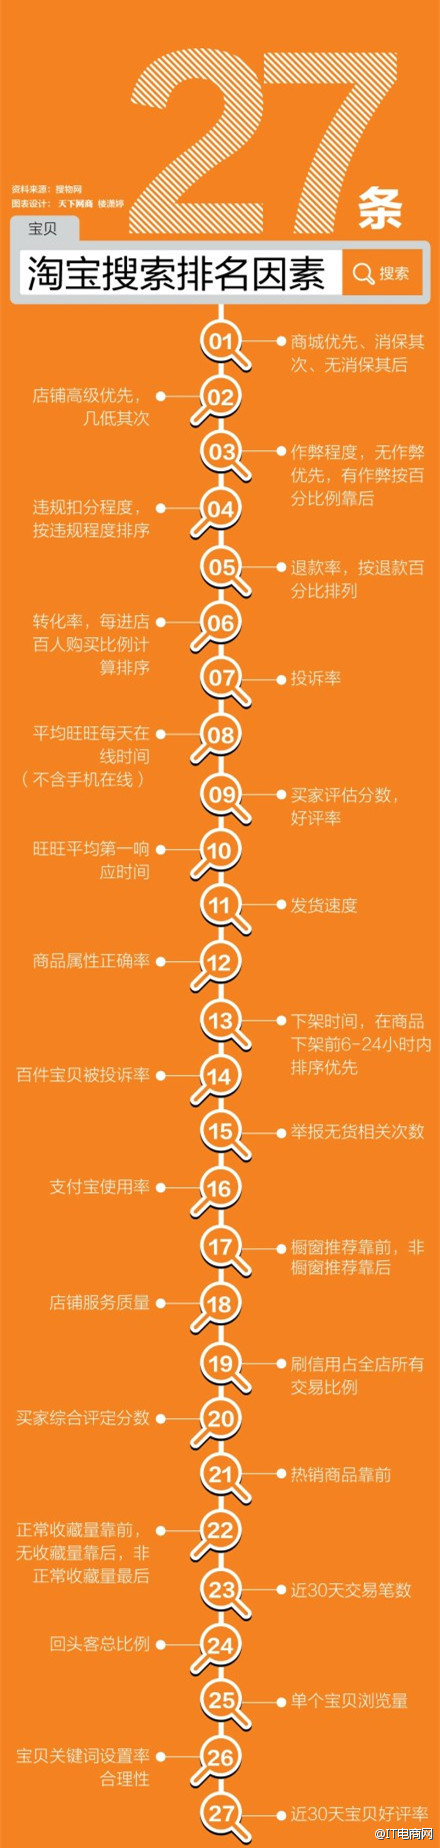 27
条
资料来源：搜物网
图表设计：天下网商 楼潇婷
宝贝
淘宝搜索排名因素
搜索
01
商城优先、消保其
次、无消保其后
02
店铺高级优先，
几低其次
03
作弊程度，无作弊
优先，有作弊按百
分比例靠后
04
违规扣分程度，
按违规程度排序
05
退款率，按退款百
分比排列
06
转化率，每进店
百人购买比例计
算排序
07
投诉率
08
平均旺旺每天在
线时间
（不含手机在线）
09
买家评估分数，
好评率
10
旺旺平均第一响
应时间
11
发货速度
12
商品属性正确率
13
下架时间，在商品
下架前6-24小时内
排序优先
14
百件宝贝被投诉率
15
举报无货相关次数
16
支付宝使用率
17
橱窗推荐靠前，非
橱窗推荐靠后
18
店铺服务质量
19
刷信用占全店所有
交易比例
20
买家综合评定分数
21
热销商品靠前
22
正常收藏量靠前，
无收藏量靠后，非
正常收藏量最后
23
近30天交易笔数
24
回头客总比例
25
单个宝贝浏览量
26
宝贝关键词设置率
合理性
27
近30天宝贝好评率
@IT电商网